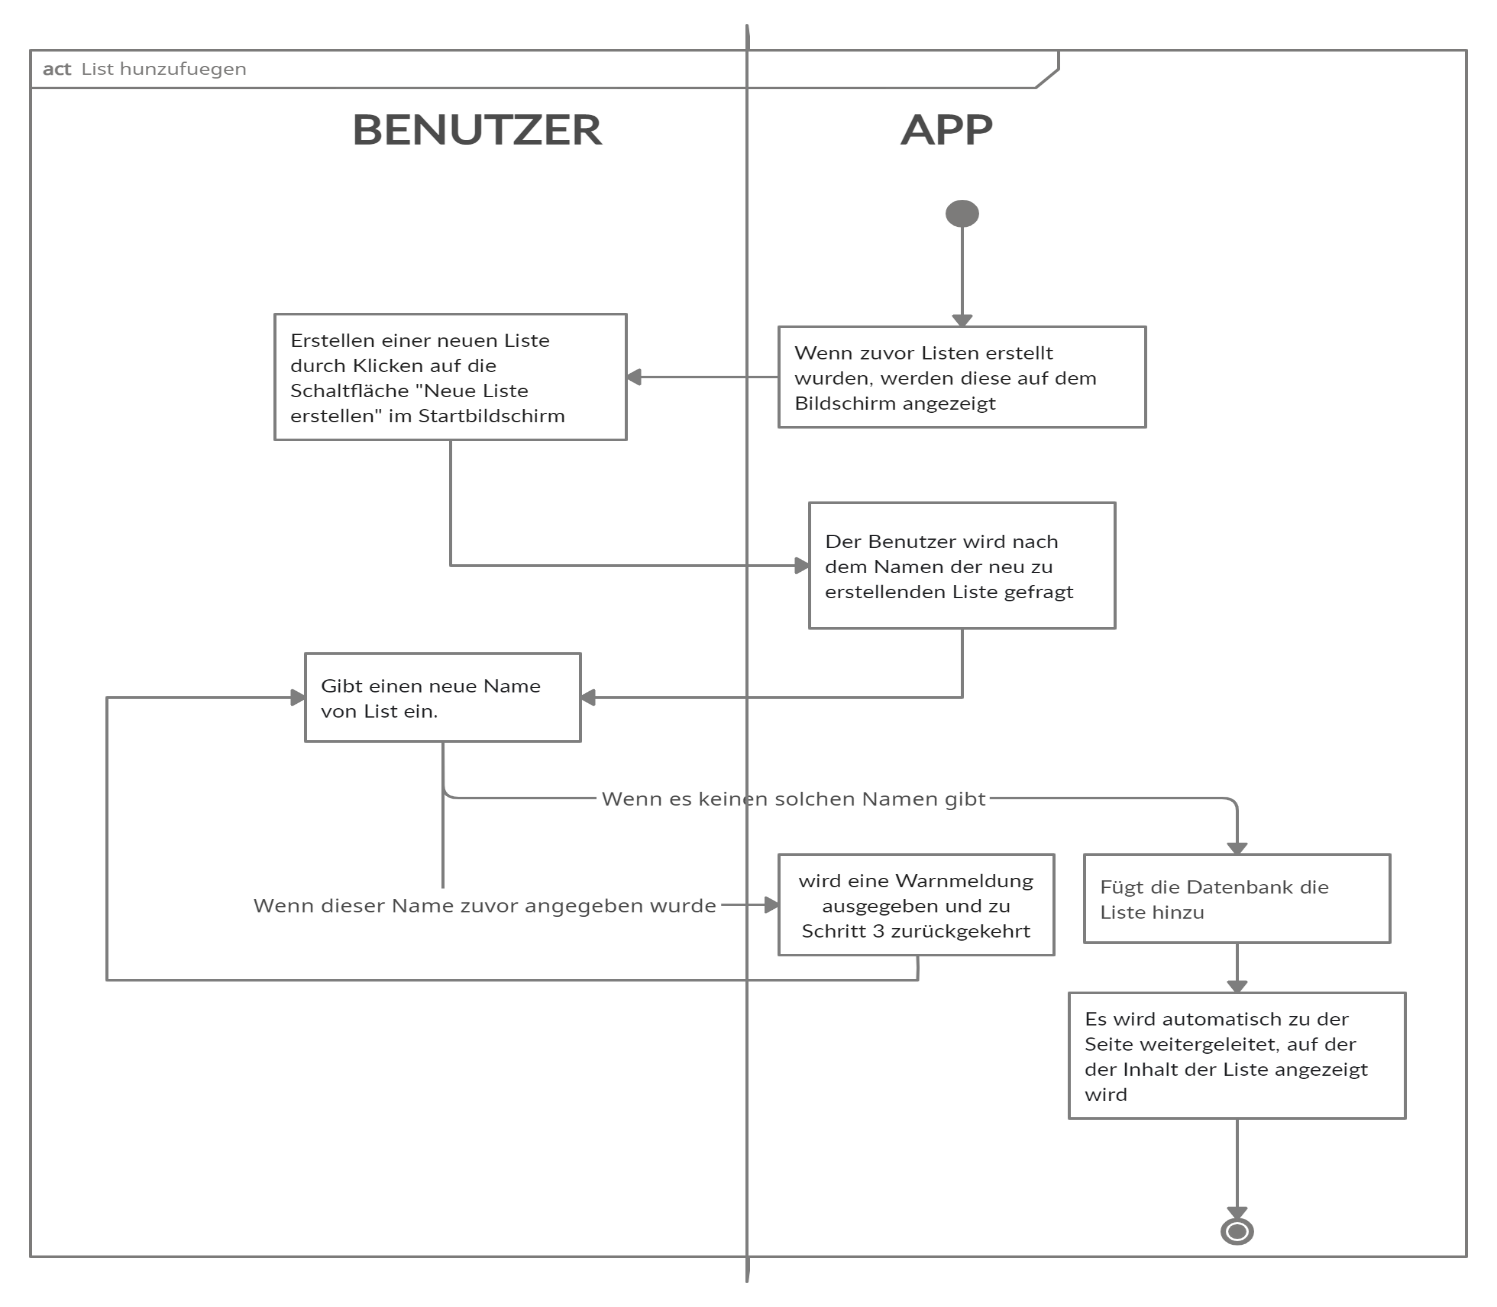 act List hunzufuegen
BENUTZER
APP
Erstellen einer neuen Liste
durch Klicken auf die
Schaltfläche "Neue Liste
erstellen" im Startbildschirm
Wenn zuvor Listen erstellt
wurden, werden diese auf dem
Bildschirm angezeigt
Der Benutzer wird nach
dem Namen der neu zu
erstellenden Liste gefragt
Gibt einen neue Name
von List ein.
Wenn es keinen solchen Namen gibt
Wenn dieser Name zuvor angegeben wurde
wird eine Warnmeldung
ausgegeben und zu
Schritt 3 zurückgekehrt
Fügt die Datenbank die
Liste hinzu
Es wird automatisch zu der
Seite weitergeleitet, auf der
der Inhalt der Liste angezeigt
wird